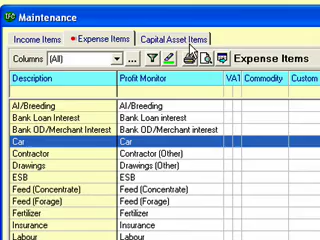 TFC Maintenance
Income Items Expense Items Capital Asset Items
Columns (All) ... Expense Items
Description Profit Monitor VAT Commodity Custom
AI/Breeding AI/Breeding
Bank Loan Interest Bank Loan interest
Bank OD/Merchant Interest Bank OD/Merchant interest
Car Car
Contractor Contractor (Other)
Drawings Drawings (Other)
ESB ESB
Feed (Concentrate) Feed (Concentrate)
Feed (Forage) Feed (Forage)
Fertilizer Fertilizer
Insurance Insurance
Labour Labour